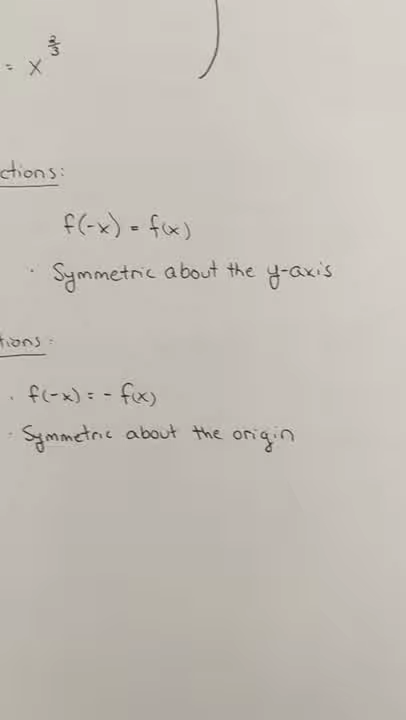 = x^(2/3)
ctions:
f(-x) = f(x)
· Symmetric about the y-axis
tions:
· f(-x) = - f(x)
· Symmetric about the origin